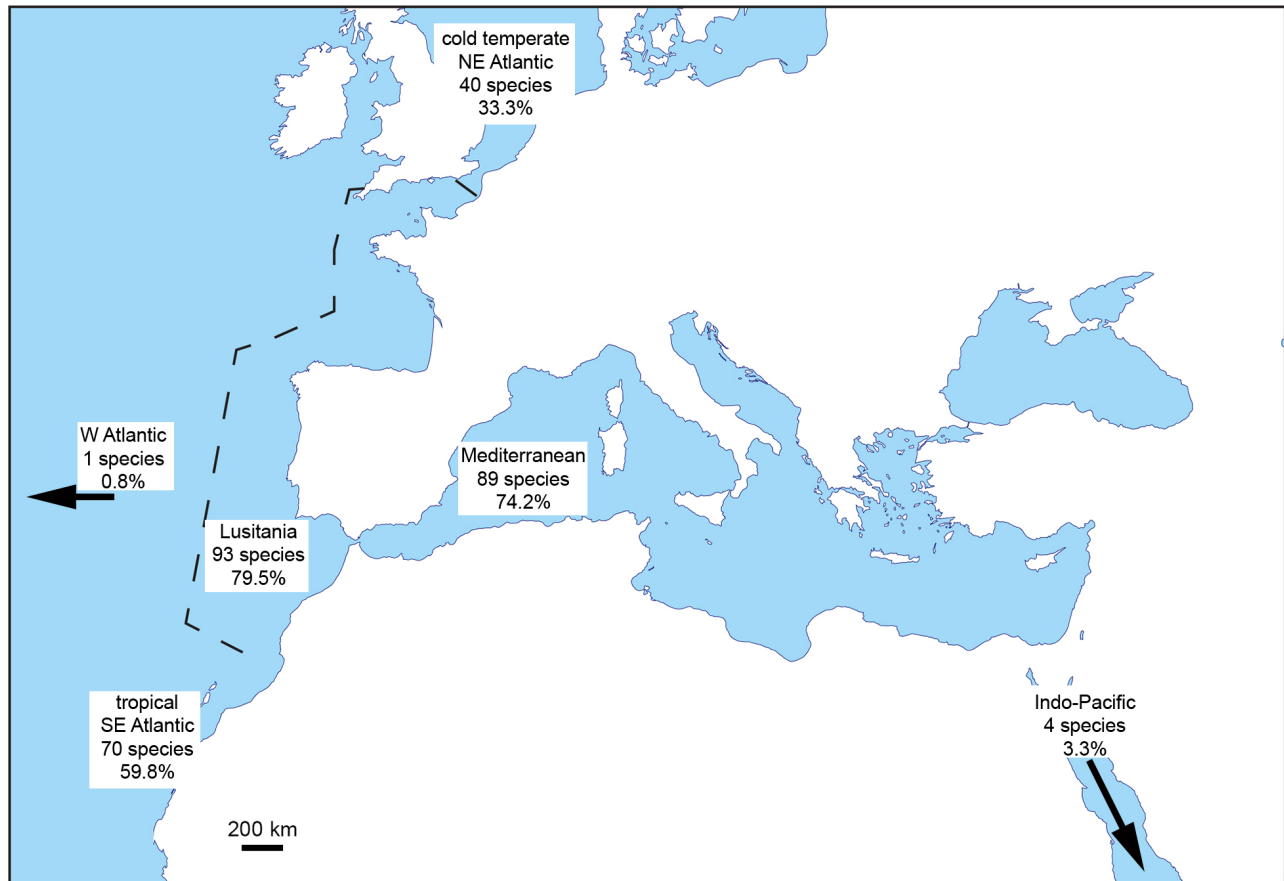 cold temperate
NE Atlantic
40 species
33.3%
W Atlantic
1 species
0.8%
Mediterranean
89 species
74.2%
Lusitania
93 species
79.5%
tropical
SE Atlantic
70 species
59.8%
Indo-Pacific
4 species
3.3%
200 km